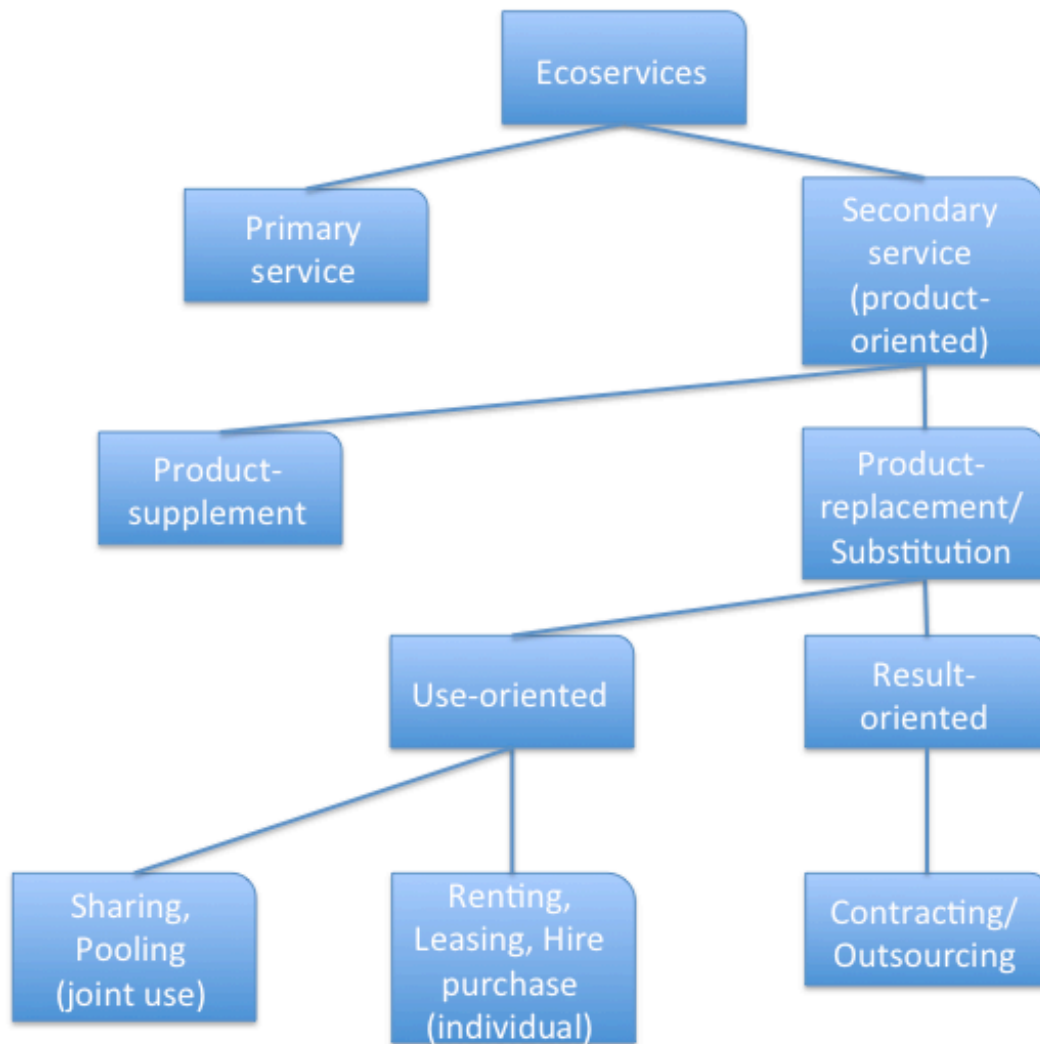 Ecoservices
Primary
service
Secondary
service
(product-
oriented)
Product-
supplement
Product-
replacement/
Substitution
Use-oriented
Result-
oriented
Sharing,
Pooling
(joint use)
Renting,
Leasing, Hire
purchase
(individual)
Contracting/
Outsourcing